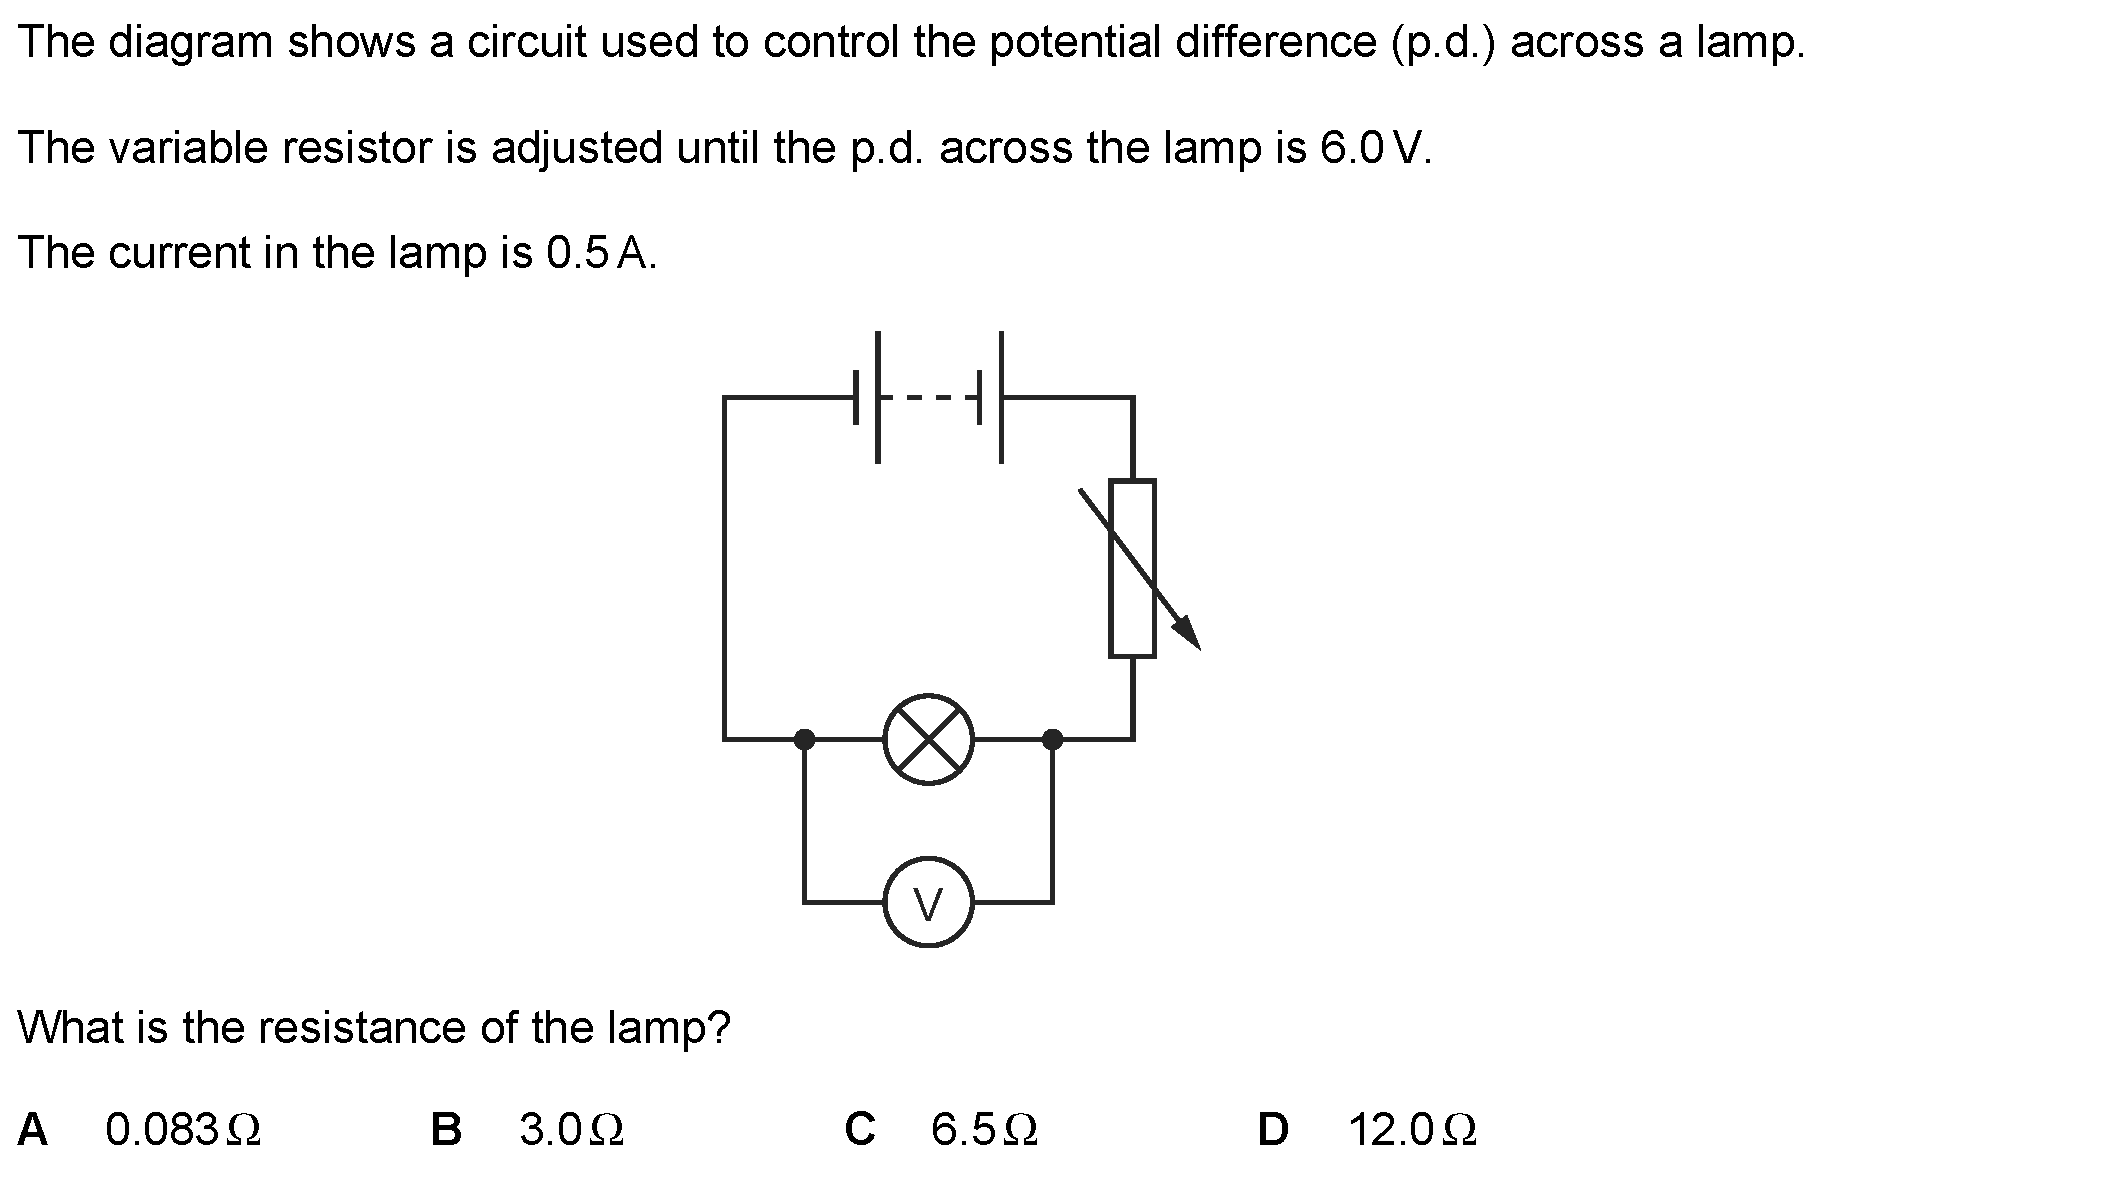 The diagram shows a circuit used to control the potential difference (p.d.) across a lamp.
The variable resistor is adjusted until the p.d. across the lamp is 6.0 V.
The current in the lamp is 0.5 A.
V
What is the resistance of the lamp?
A 0.083 Ω B 3.0 Ω C 6.5 Ω D 12.0 Ω